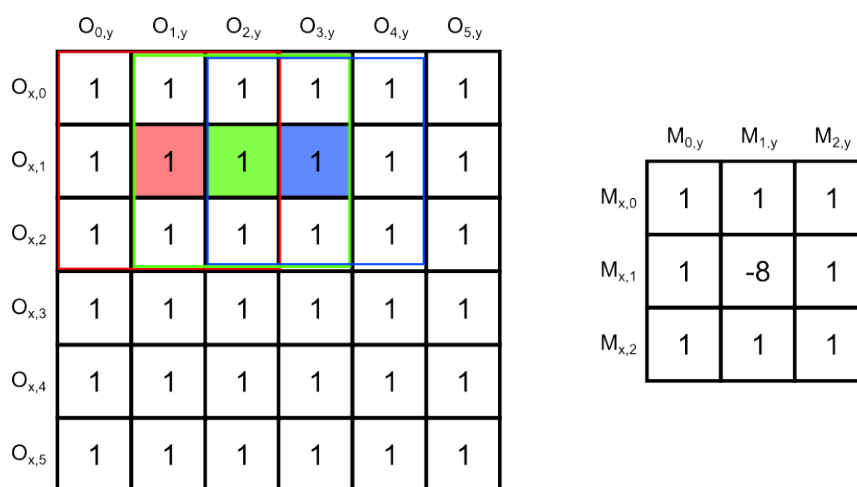 O0,y O1,y O2,y O3,y O4,y O5,y
Ox,0 1 1 1 1 1 1
Ox,1 1 1 1 1 1 1
Ox,2 1 1 1 1 1 1
Ox,3 1 1 1 1 1 1
Ox,4 1 1 1 1 1 1
Ox,5 1 1 1 1 1 1
M0,y M1,y M2,y
Mx,0 1 1 1
Mx,1 1 -8 1
Mx,2 1 1 1